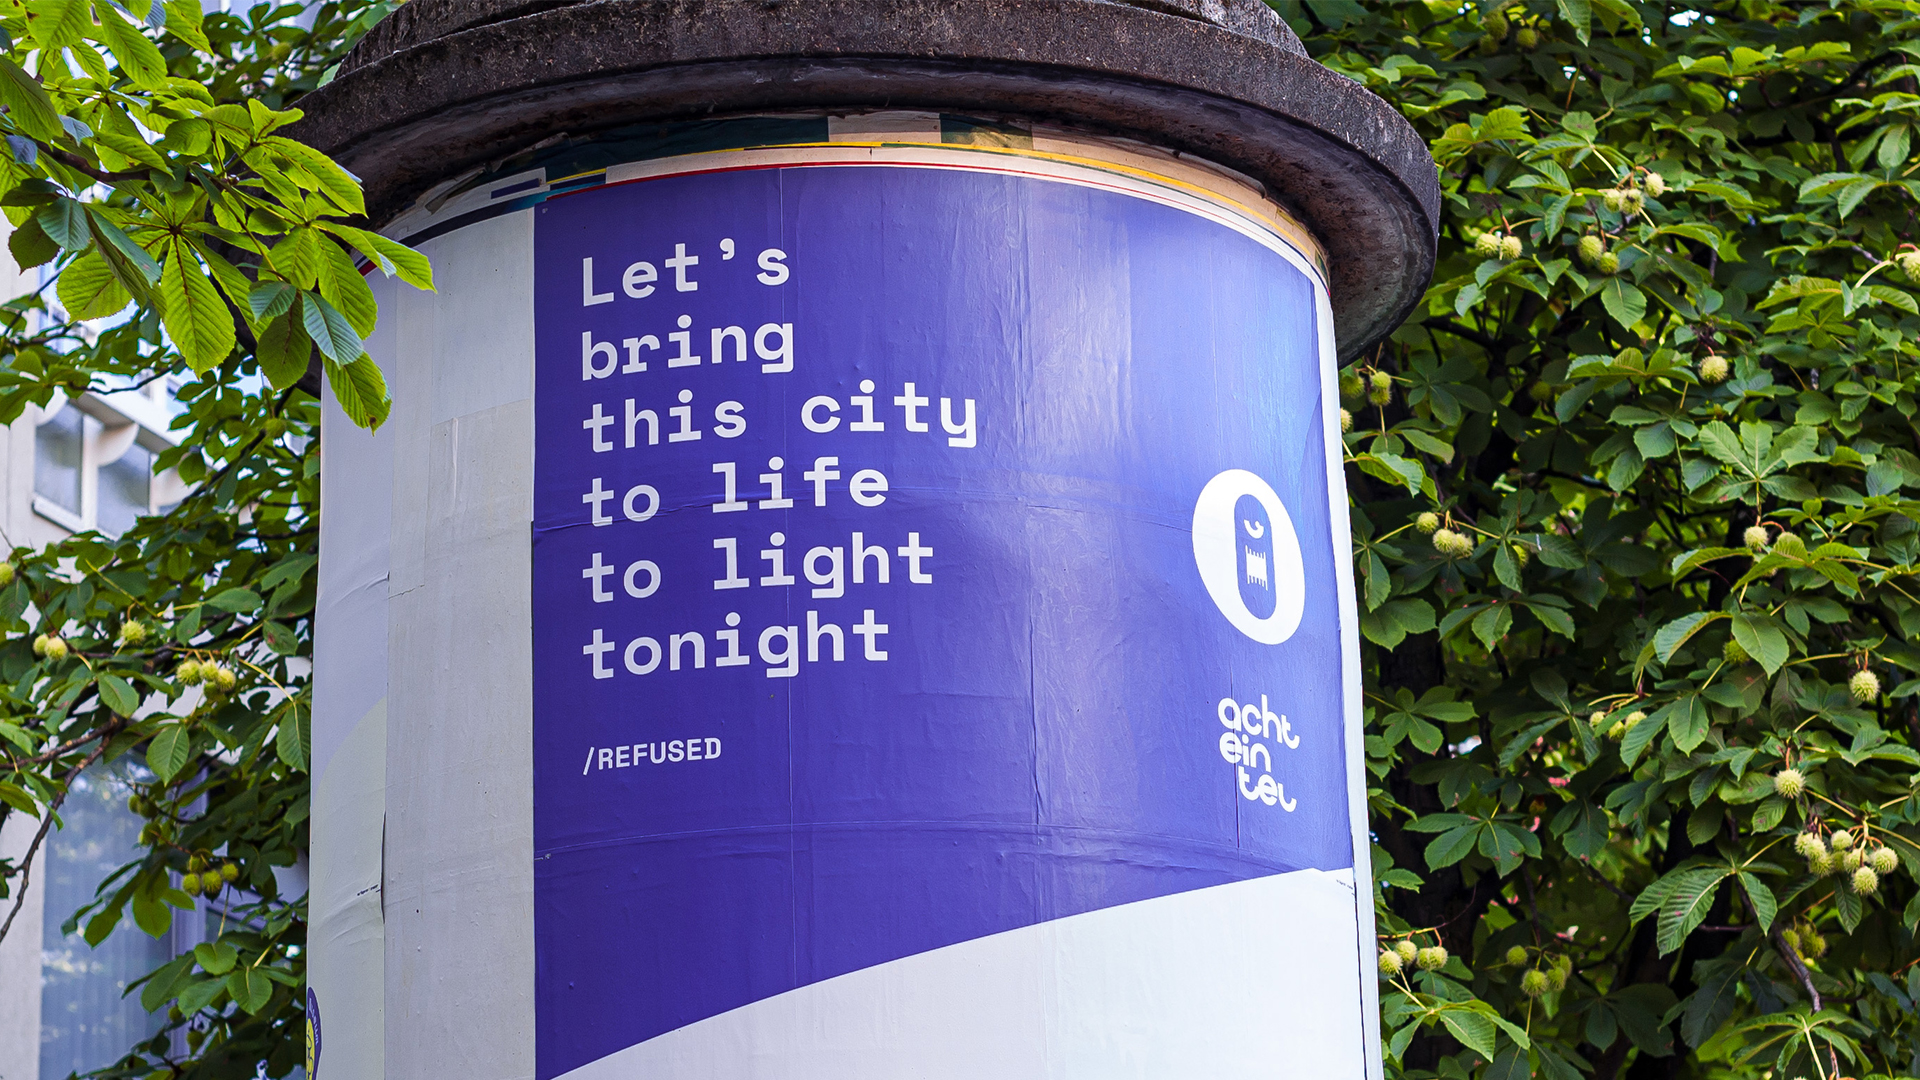 Let’s
bring
this city
to life
to light
tonight
/REFUSED
acht
ein
tel